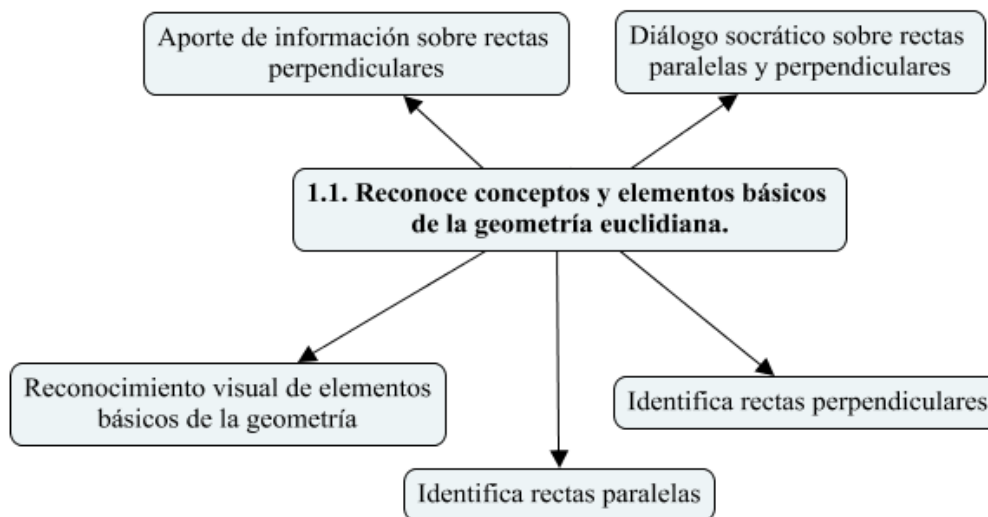 Aporte de información sobre rectas
perpendiculares
Diálogo socrático sobre rectas
paralelas y perpendiculares
1.1. Reconoce conceptos y elementos básicos
de la geometría euclidiana.
Reconocimiento visual de elementos
básicos de la geometría
Identifica rectas perpendiculares
Identifica rectas paralelas